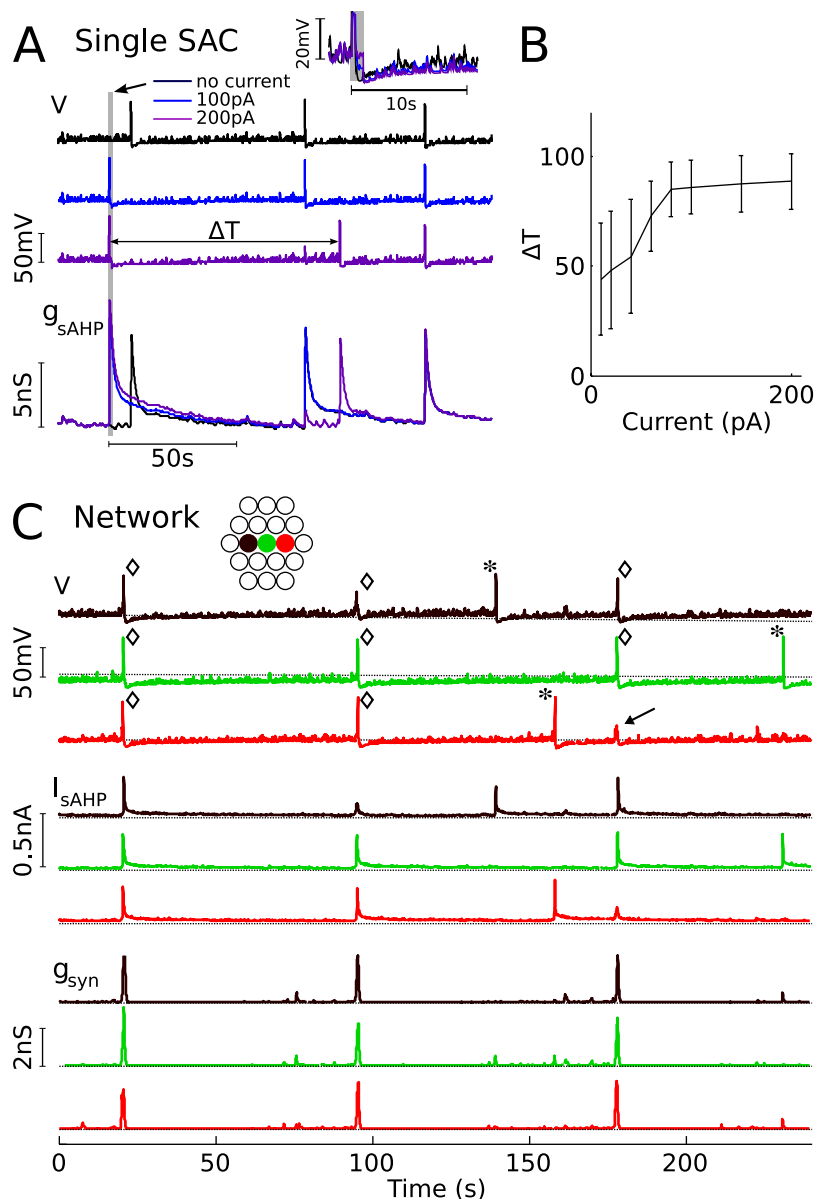 A Single SAC
no current
100pA
200pA
20mV
10s
V
50mV
ΔT
gsAHP
5nS
50s
B
100
50
0
ΔT
0
200
Current (pA)
C Network
V
◊
◊
*
◊
50mV
◊
◊
◊
*
◊
◊
*
IsAHP
0.5nA
gsyn
2nS
0 50 100 150 200
Time (s)